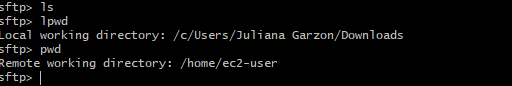 sftp> ls
sftp> lpwd
Local working directory: /c/Users/Juliana Garzon/Downloads
sftp> pwd
Remote working directory: /home/ec2-user
sftp>